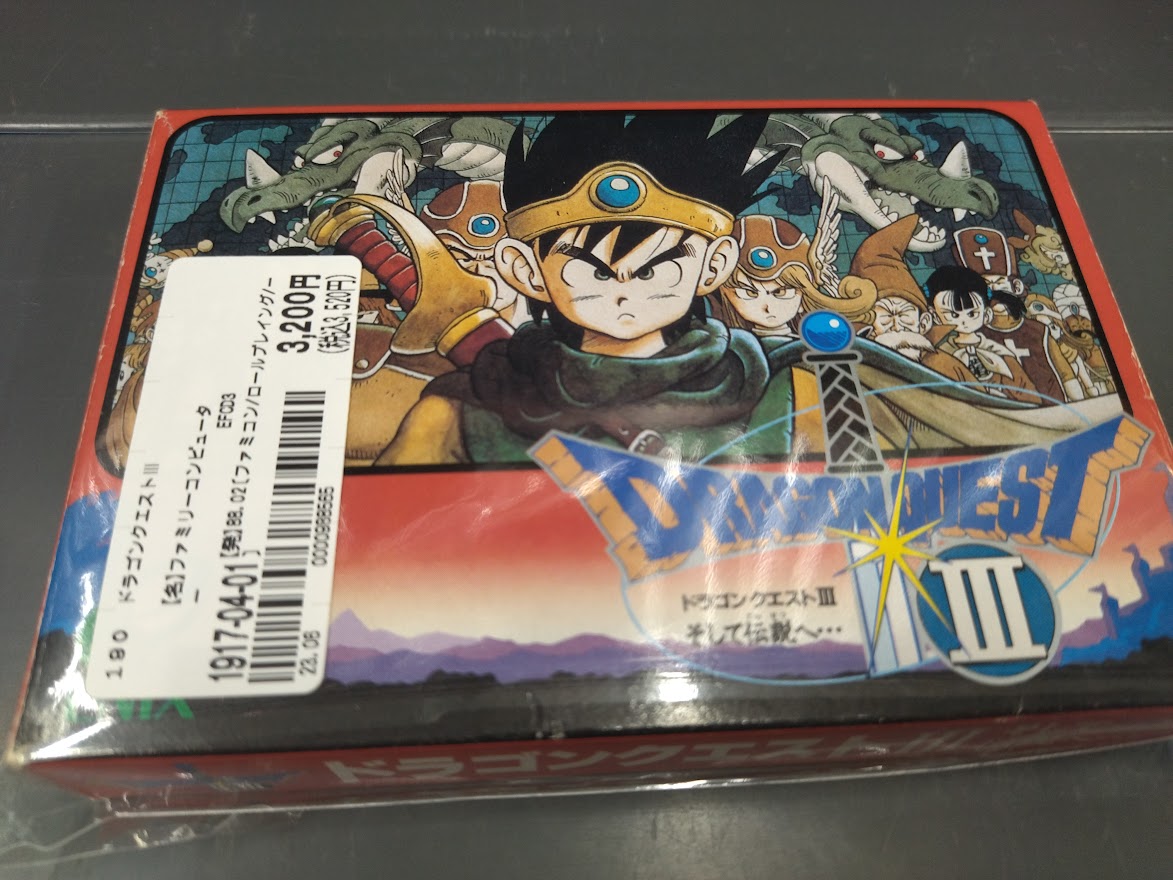 180 ドラゴンクエストIII
【名】ファミリーコンピュータ
EFCD3
1917-04-01】【発】88.02(ファミコン/ロールプレイング/ー
ー
3,200円
(税込3,520円)
0000986565
23.06
DRAGON QUEST
III
ドラゴンクエストIII
そして伝説へ…
ドラゴンクエスト